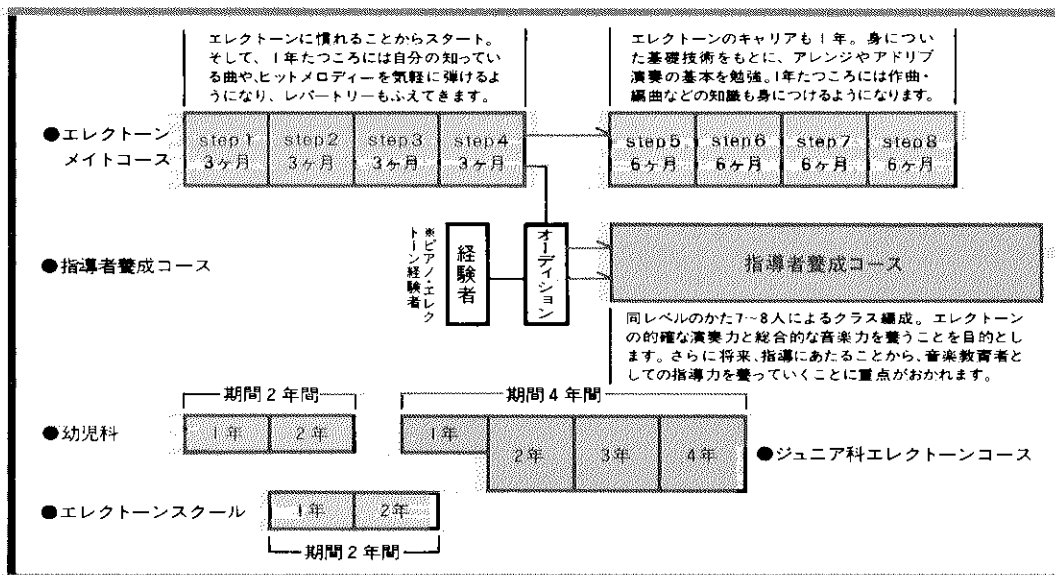 エレクトーンに慣れることからスタート。
そして、1年たつころには自分の知ってい
る曲や、ヒットメロディーを気軽に弾けるよ
うになり、レパートリーもふえてきます。
エレクトーンのキャリアも1年。身についい
た基礎技術をもとに、アレンジやアドリブ
演奏の基本を勉強。1年たつころには作曲・
編曲などの知識も身につけるようになります。
●エレクトーン
メイトコース
step1 step2 step3 step4
3ヶ月 3ヶ月 3ヶ月 3ヶ月
step5 step6 step7 step8
6ヶ月 6ヶ月 6ヶ月 6ヶ月
●指導者養成コース
※ピアノ・エレク
トーン経験者
経験者
オーディション
指導者養成コース
同レベルのかた7~8人によるクラス編成。エレクトーン
の的確な演奏力と総合的な音楽力を養うことを目的とし
ます。さらに将来、指導にあたることから、音楽教育者と
しての指導力を養っていくことに重点がおかれます。
期間2年間
●幼児科
1年 2年
期間4年間
1年
2年 3年 4年
●ジュニア科エレクトーンコース
●エレクトーンスクール
1年 2年
期間2年間